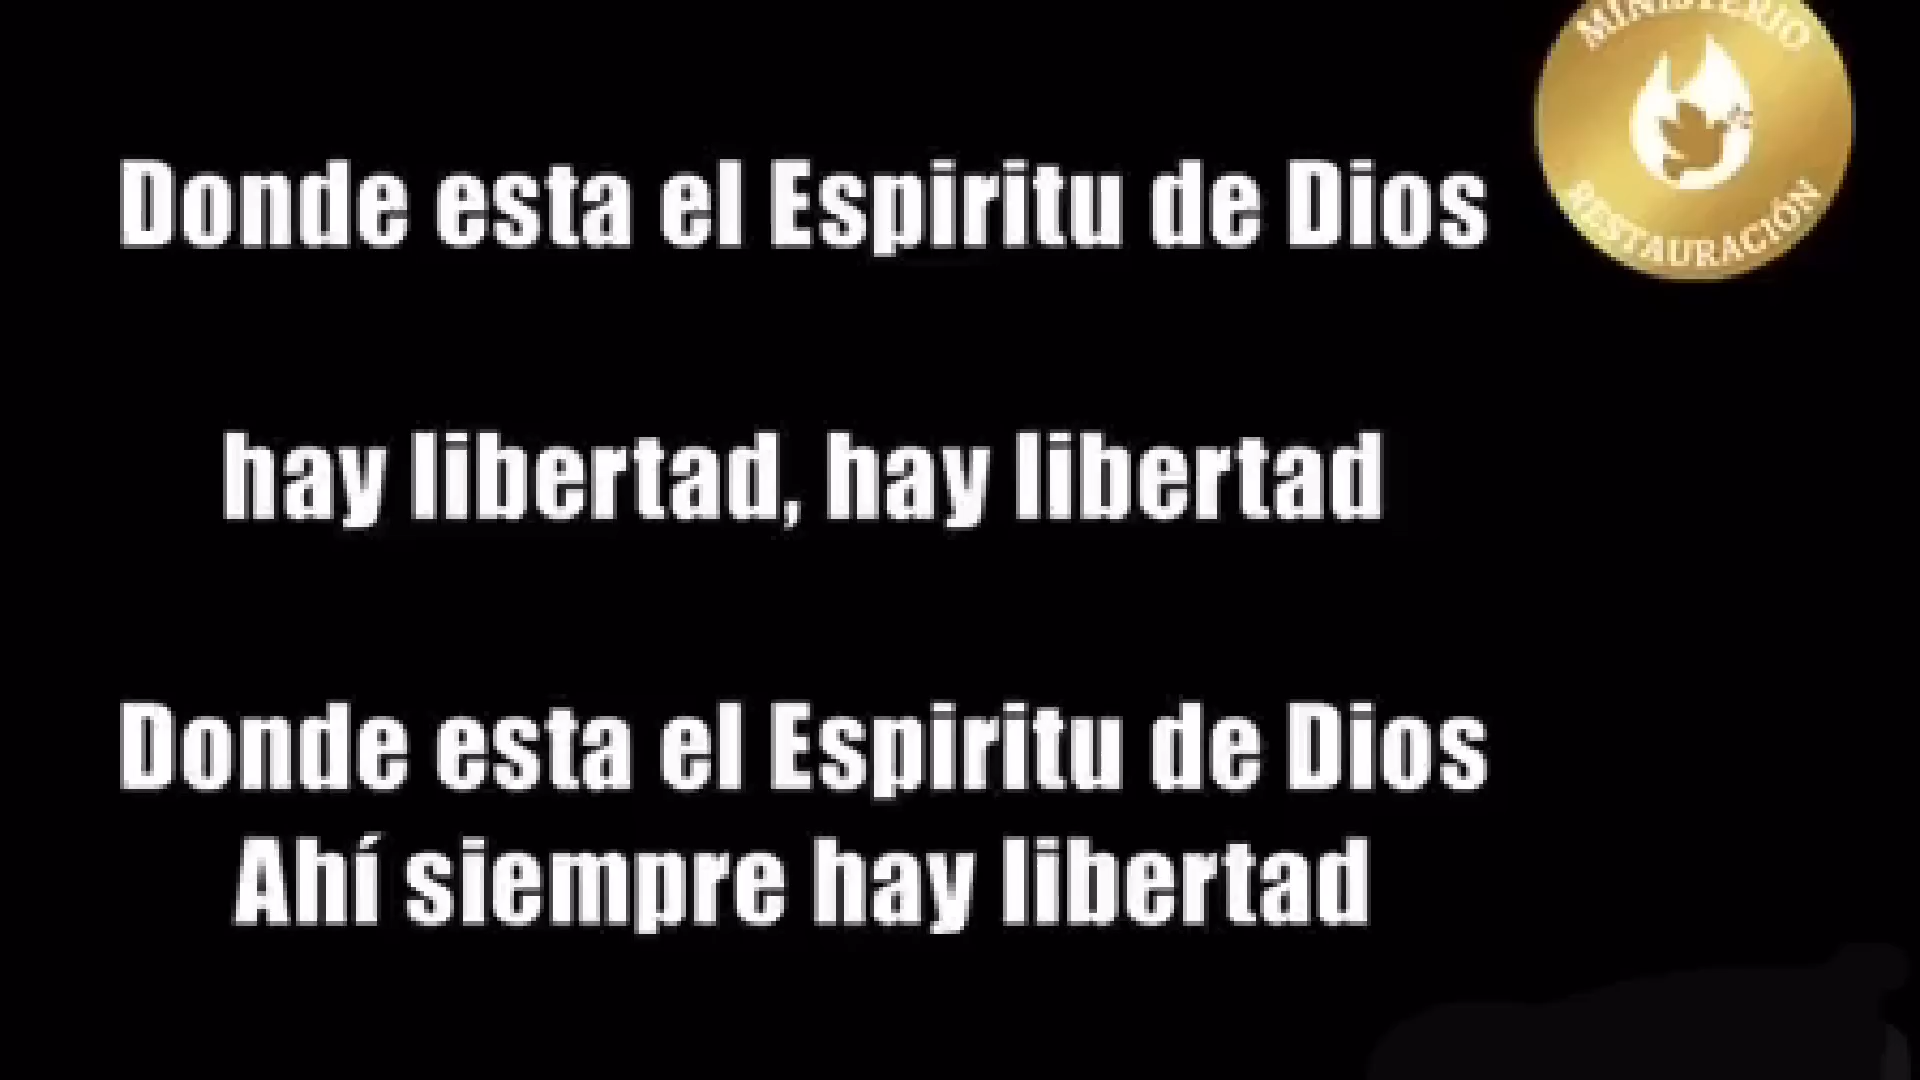 MINISTERIO
RESTAURACIÓN
Donde esta el Espiritu de Dios
hay libertad, hay libertad
Donde esta el Espiritu de Dios
Ahí siempre hay libertad